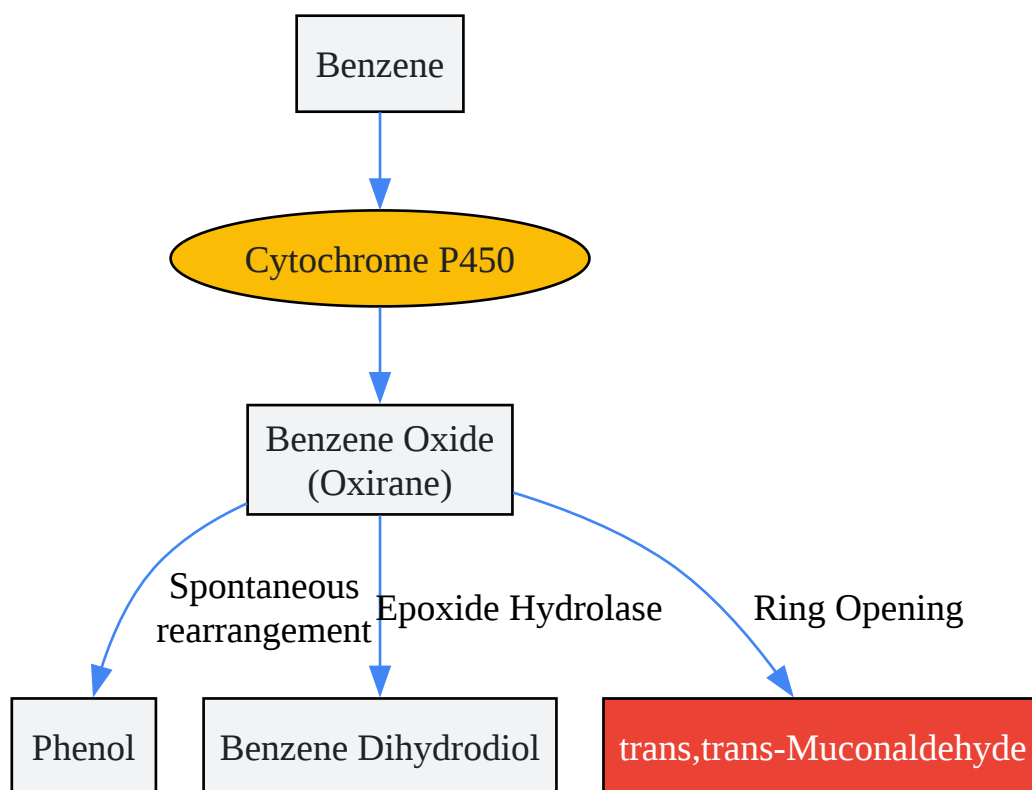 Benzene
Cytochrome P450
Benzene Oxide
(Oxirane)
Spontaneous
rearrangement
Epoxide Hydrolase
Ring Opening
Phenol
Benzene Dihydrodiol
trans,trans-Muconaldehyde